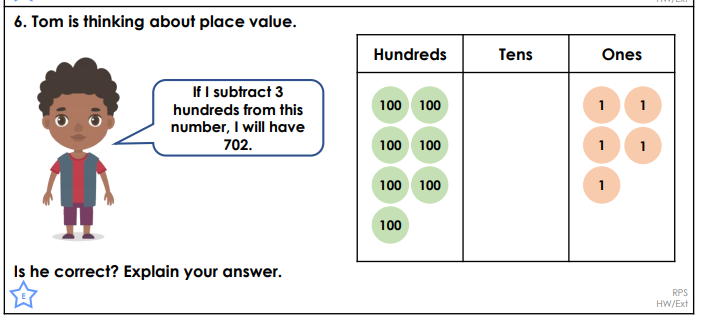 6. Tom is thinking about place value.
If I subtract 3
hundreds from this
number, I will have
702.
Hundreds Tens Ones
100 100 1 1
100 100 1 1
100 100 1
100
Is he correct? Explain your answer.
E
RPS
HW/Ext